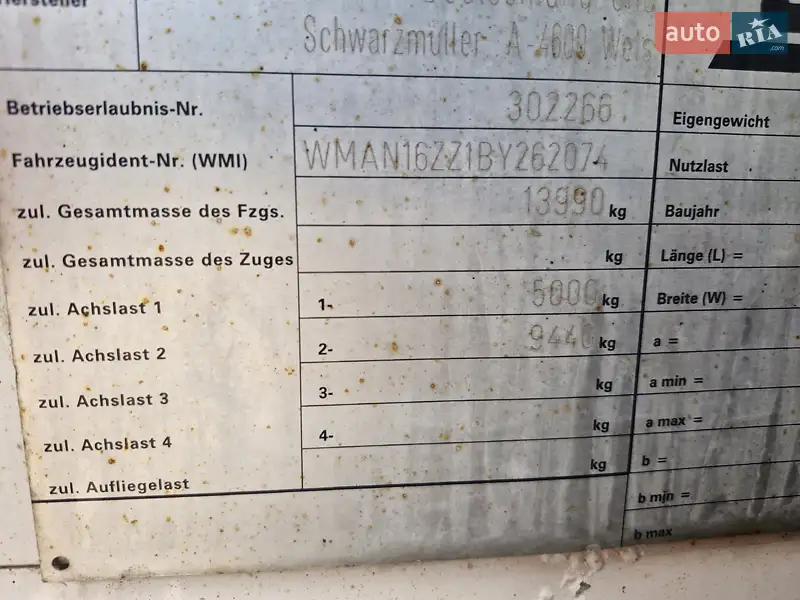 Hersteller
Schwarzmüller A-4600 Wels
auto RIA.com
Betriebserlaubnis-Nr. 302266
Eigengewicht
Fahrzeugident-Nr. (WMI) WMAN16ZZ1BY262074
Nutzlast
zul. Gesamtmasse des Fzgs. 13990 kg
Baujahr
zul. Gesamtmasse des Zuges kg
Länge (L) =
zul. Achslast 1 1- 5000 kg
Breite (W) =
zul. Achslast 2 2- 9440 kg
a =
zul. Achslast 3 3- kg
a min =
zul. Achslast 4 4- kg
a max =
zul. Aufliegelast kg
b =
b min =
b max